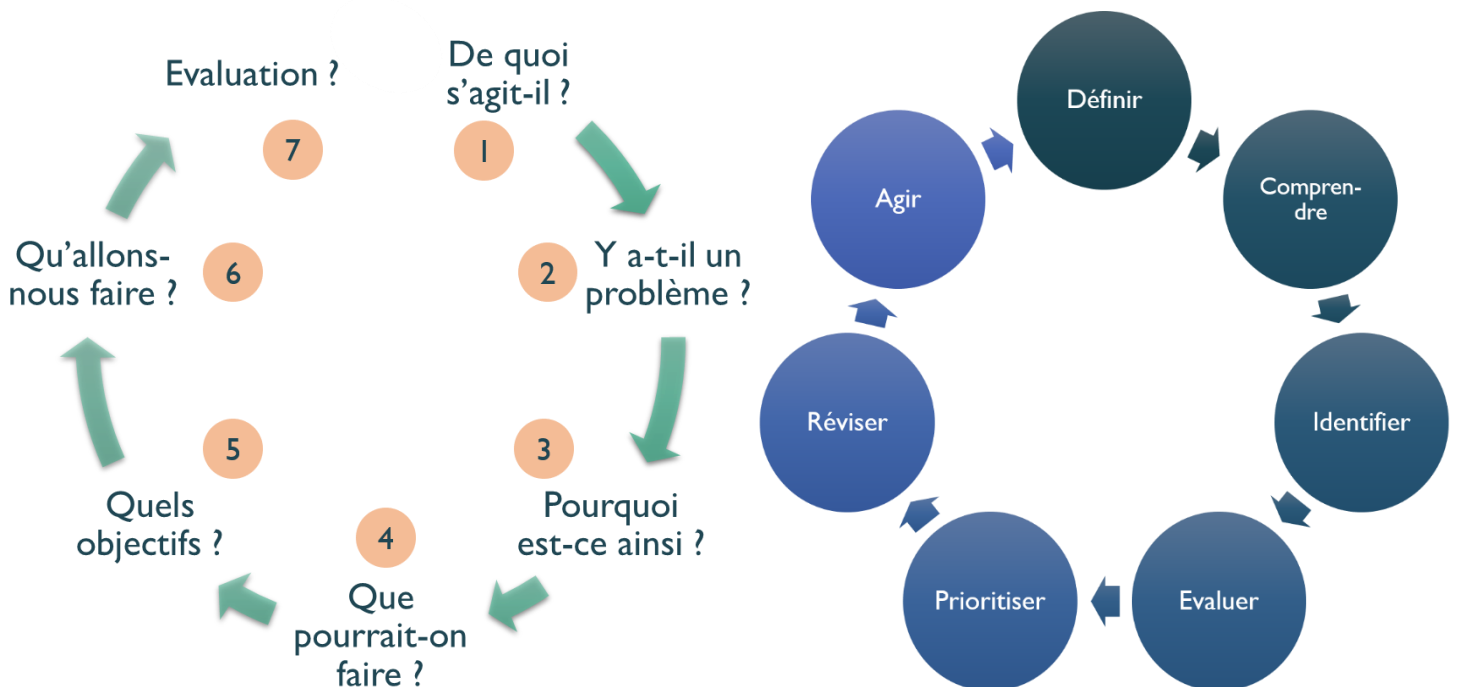 De quoi
s'agit-il ?
1
2
Y a-t-il un
problème ?
3
Pourquoi
est-ce ainsi ?
4
Que
pourrait-on
faire ?
5
Quels
objectifs ?
6
Qu'allons-
nous faire ?
7
Evaluation ?
Définir
Compren-
dre
Identifier
Evaluer
Prioritiser
Réviser
Agir